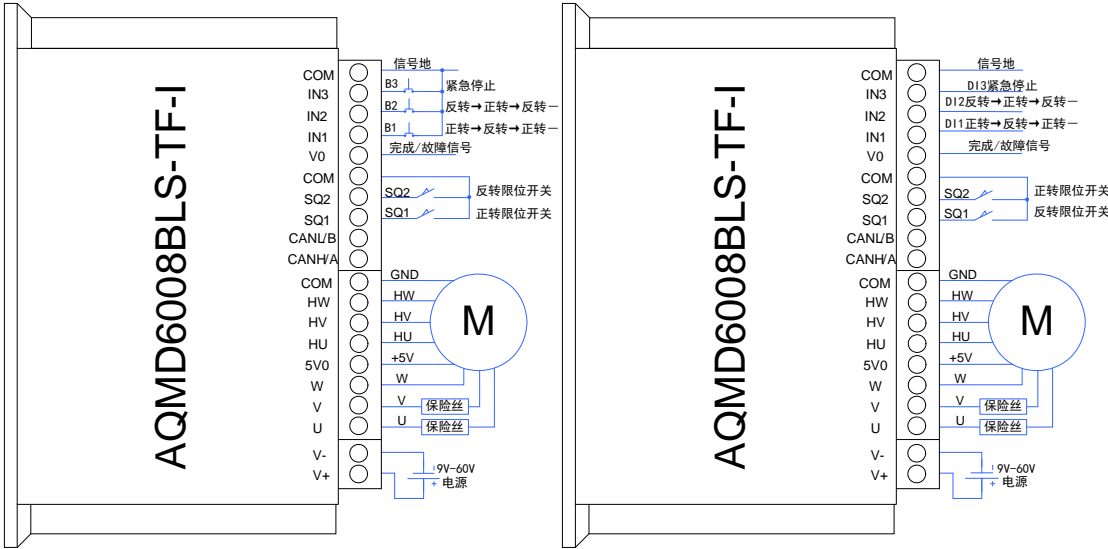 AQMD6008BLS-TF-I
COM 信号地
IN3 B3 紧急停止
IN2 B2 反转→正转→反转—
IN1 B1 正转→反转→正转—
V0 完成/故障信号
COM
SQ2 SQ2 反转限位开关
SQ1 SQ1 正转限位开关
CANL/B
CANH/A
COM GND
HW HW
HV HV
HU HU
5V0 +5V
W W
V V 保险丝
U U 保险丝
M
V-
V+
9V-60V
电源
AQMD6008BLS-TF-I
COM 信号地
IN3 DI3紧急停止
IN2 DI2反转→正转→反转—
IN1 DI1正转→反转→正转—
V0 完成/故障信号
COM
SQ2 SQ2 正转限位开关
SQ1 SQ1 反转限位开关
CANL/B
CANH/A
COM GND
HW HW
HV HV
HU HU
5V0 +5V
W W
V V 保险丝
U U 保险丝
M
V-
V+
9V-60V
电源